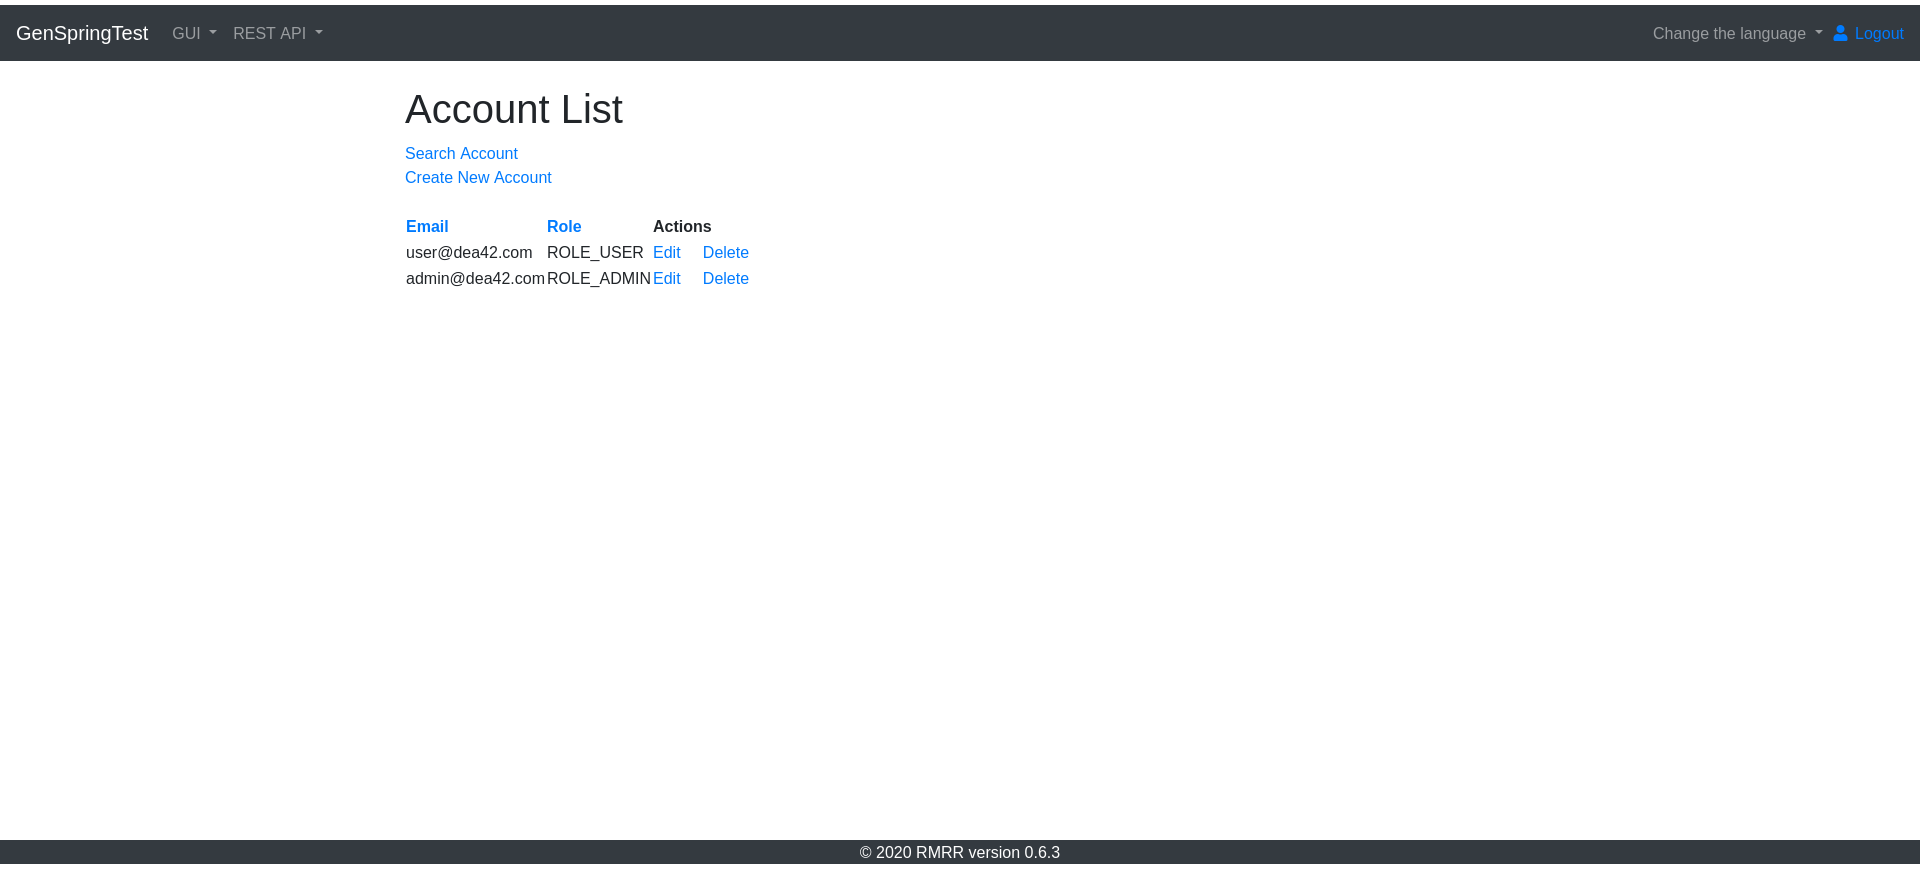 GenSpringTest GUI REST API Change the language Logout
Account List
Search Account
Create New Account
Email Role Actions
user@dea42.com ROLE_USER Edit Delete
admin@dea42.com ROLE_ADMIN Edit Delete
© 2020 RMRR version 0.6.3